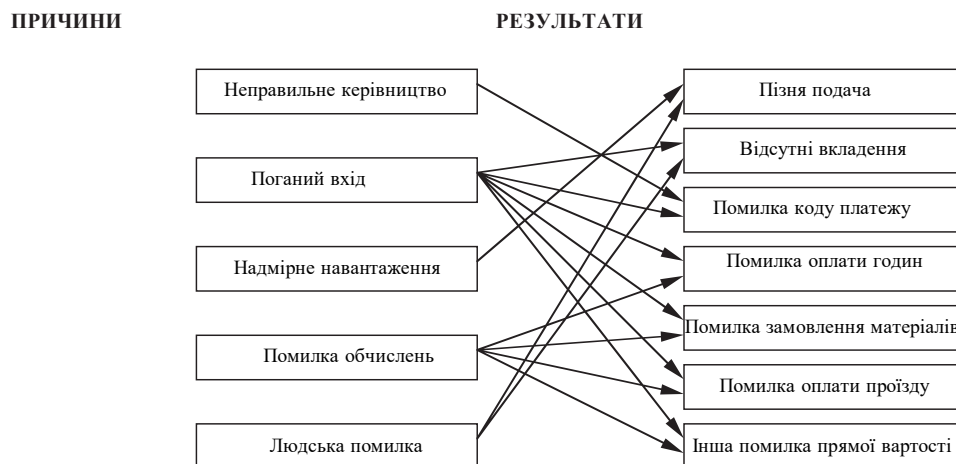 ПРИЧИНИ
РЕЗУЛЬТАТИ
Неправильне керівництво
Поганий вхід
Надмірне навантаження
Помилка обчислень
Людська помилка
Пізня подача
Відсутні вкладення
Помилка коду платежу
Помилка оплати годин
Помилка замовлення матеріалів
Помилка оплати проїзду
Інша помилка прямої вартості